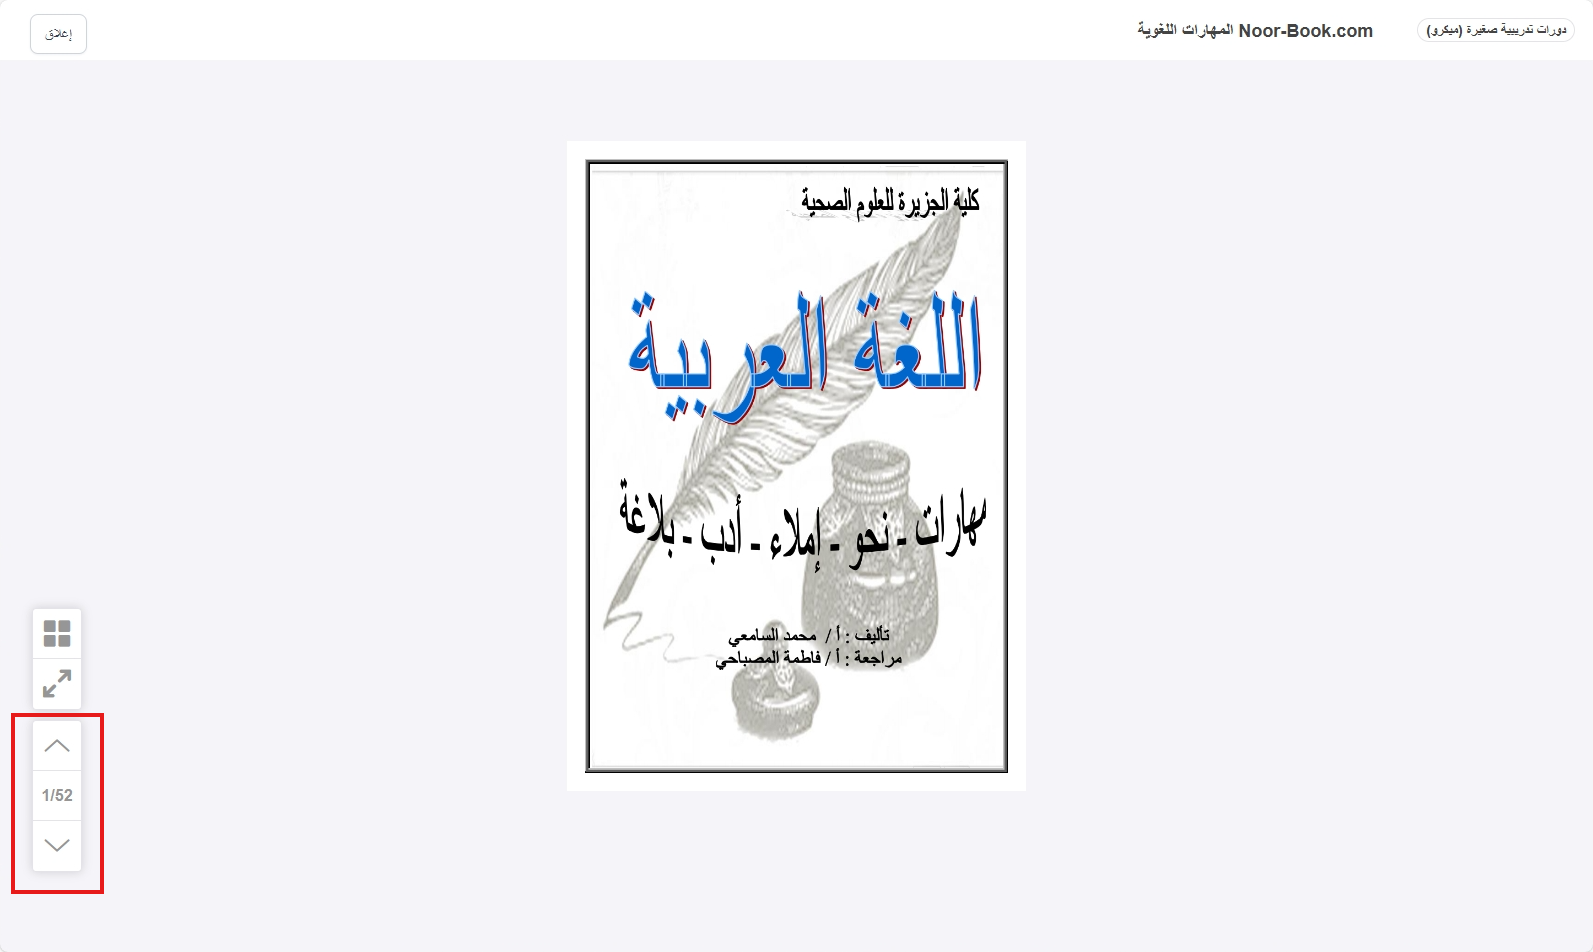 دورات تدريبية صغيرة (ميكرو)
Noor-Book.com المهارات اللغوية
إغلاق
كلية الجزيرة للعلوم الصحية
اللغة العربية
مهارات - نحو - إملاء - أدب - بلاغة
تأليف : أ / محمد السامعي
مراجعة : أ / فاطمة المصباحي
1/52